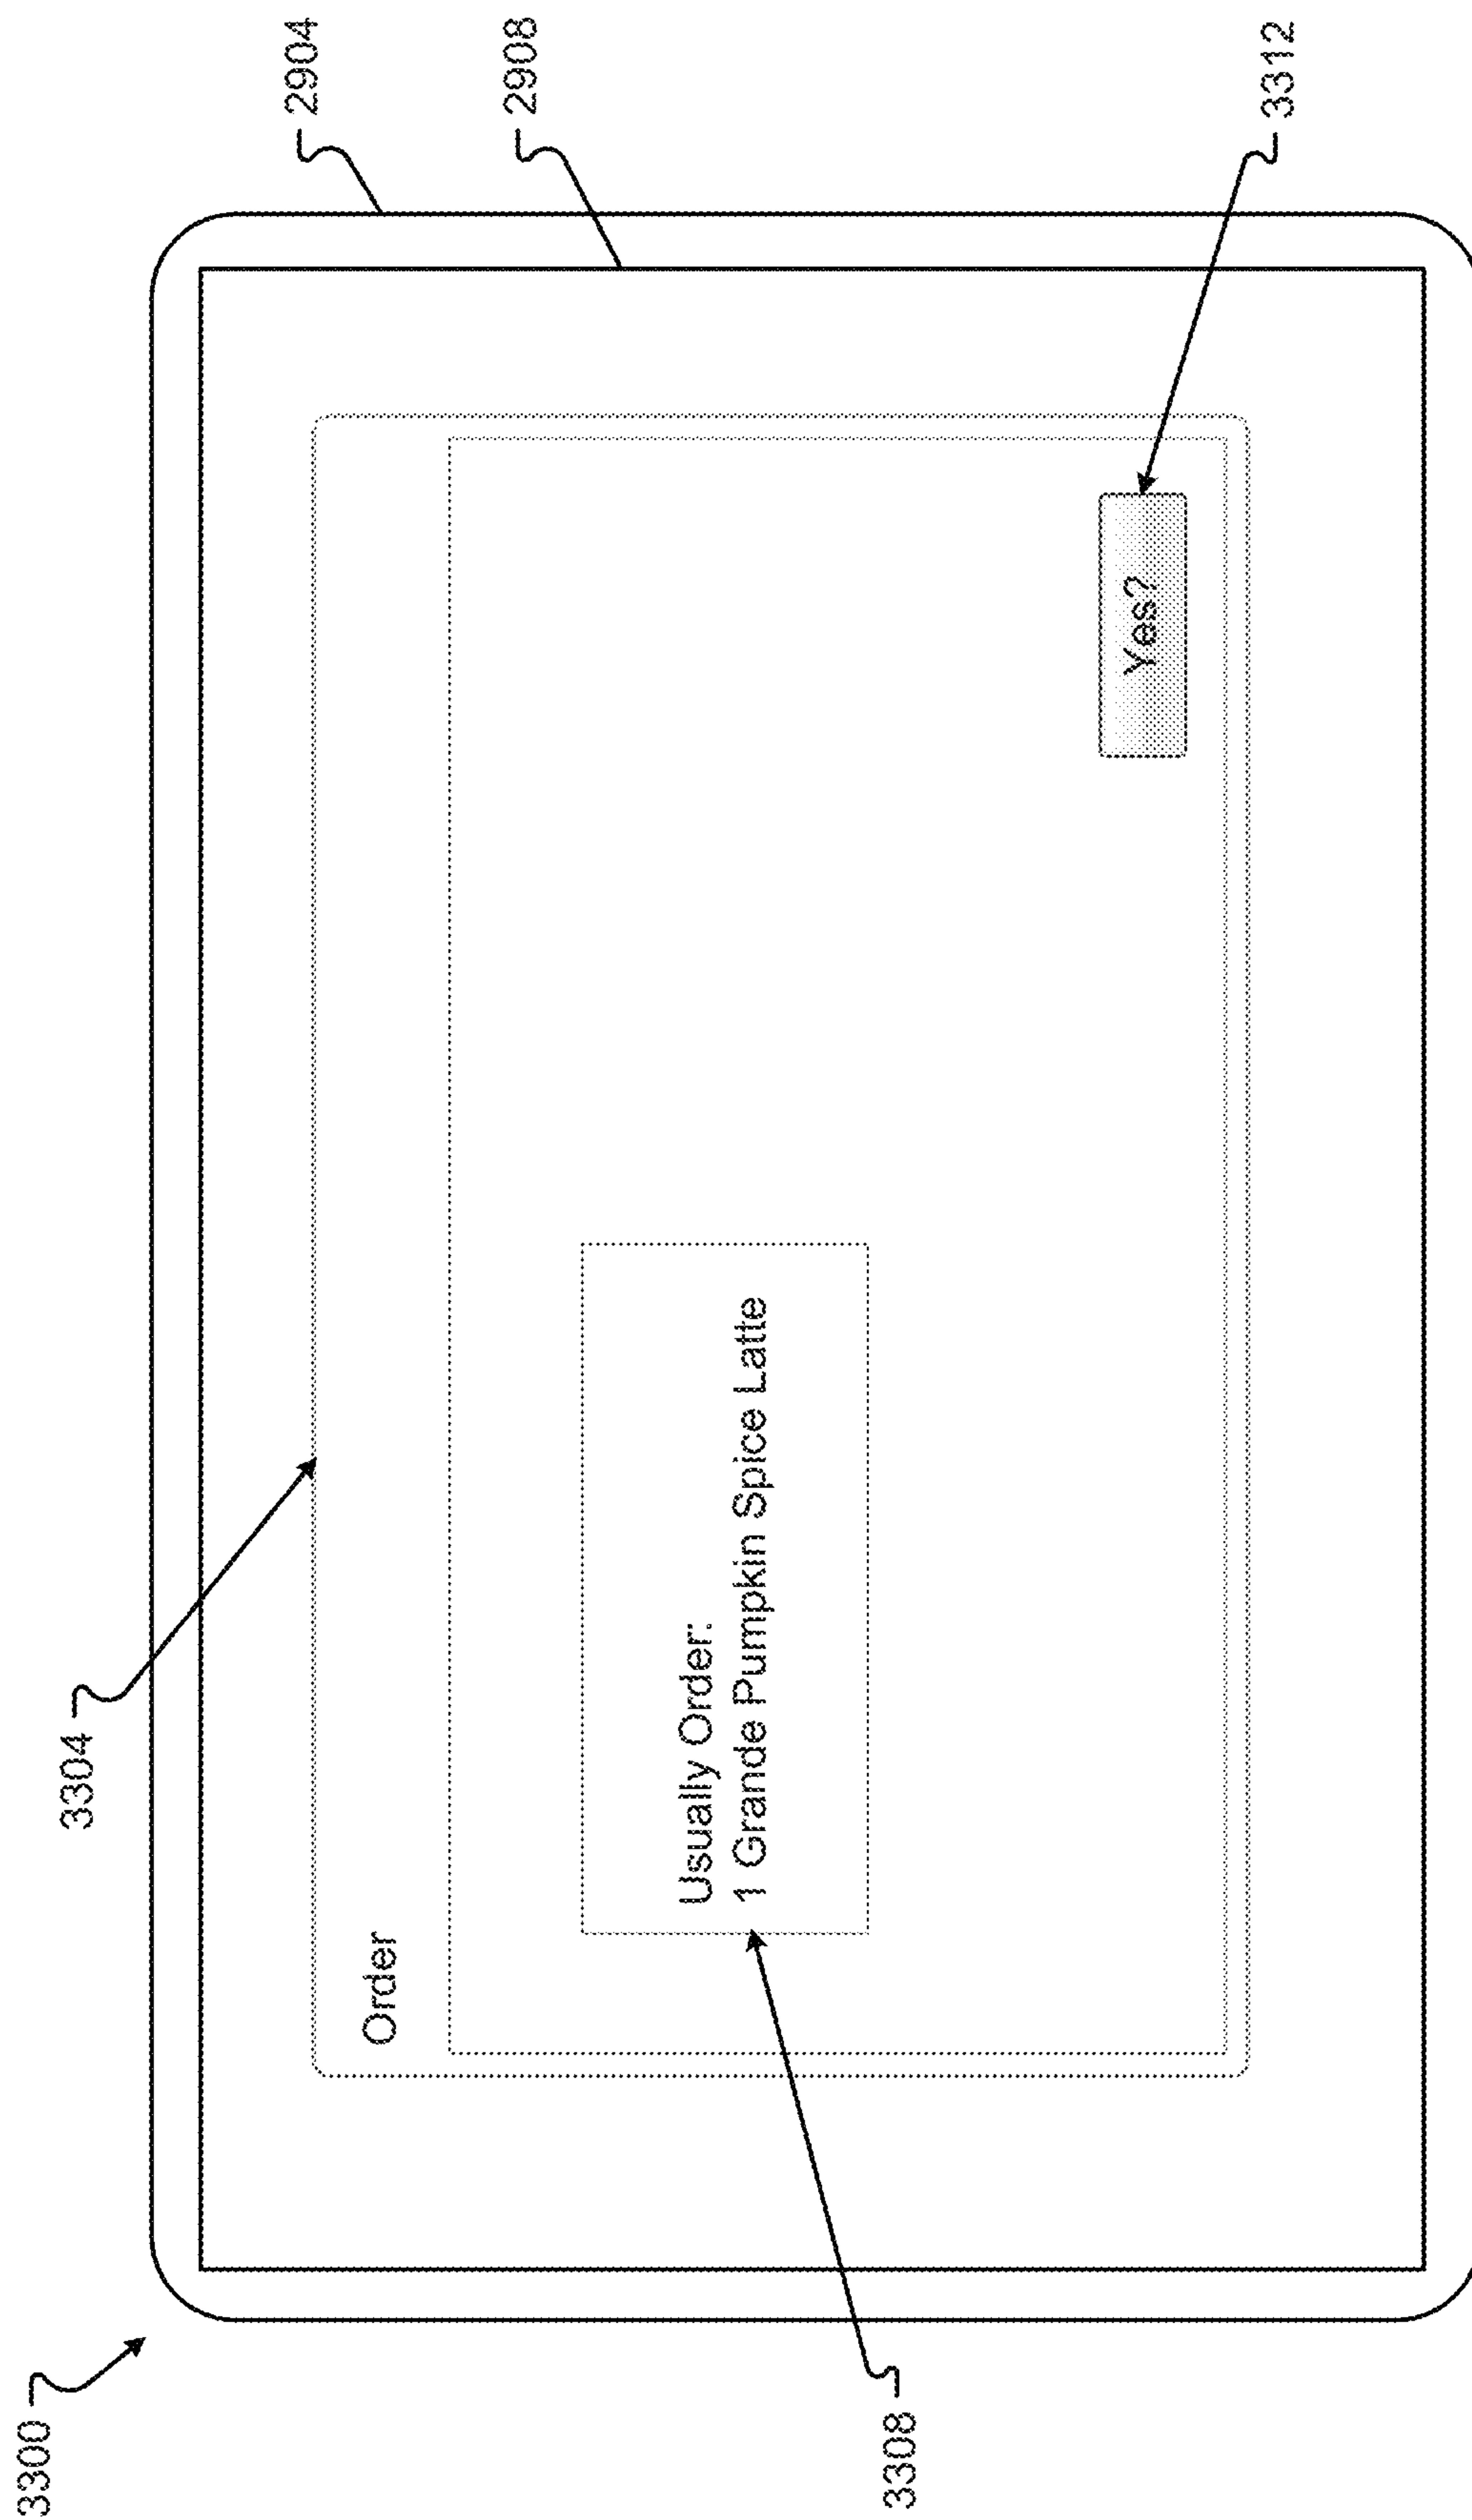 3300
3304
2904
2908
Order
Usually Order:
1 Grande Pumpkin Spice Latte
Yes?
3308
3312